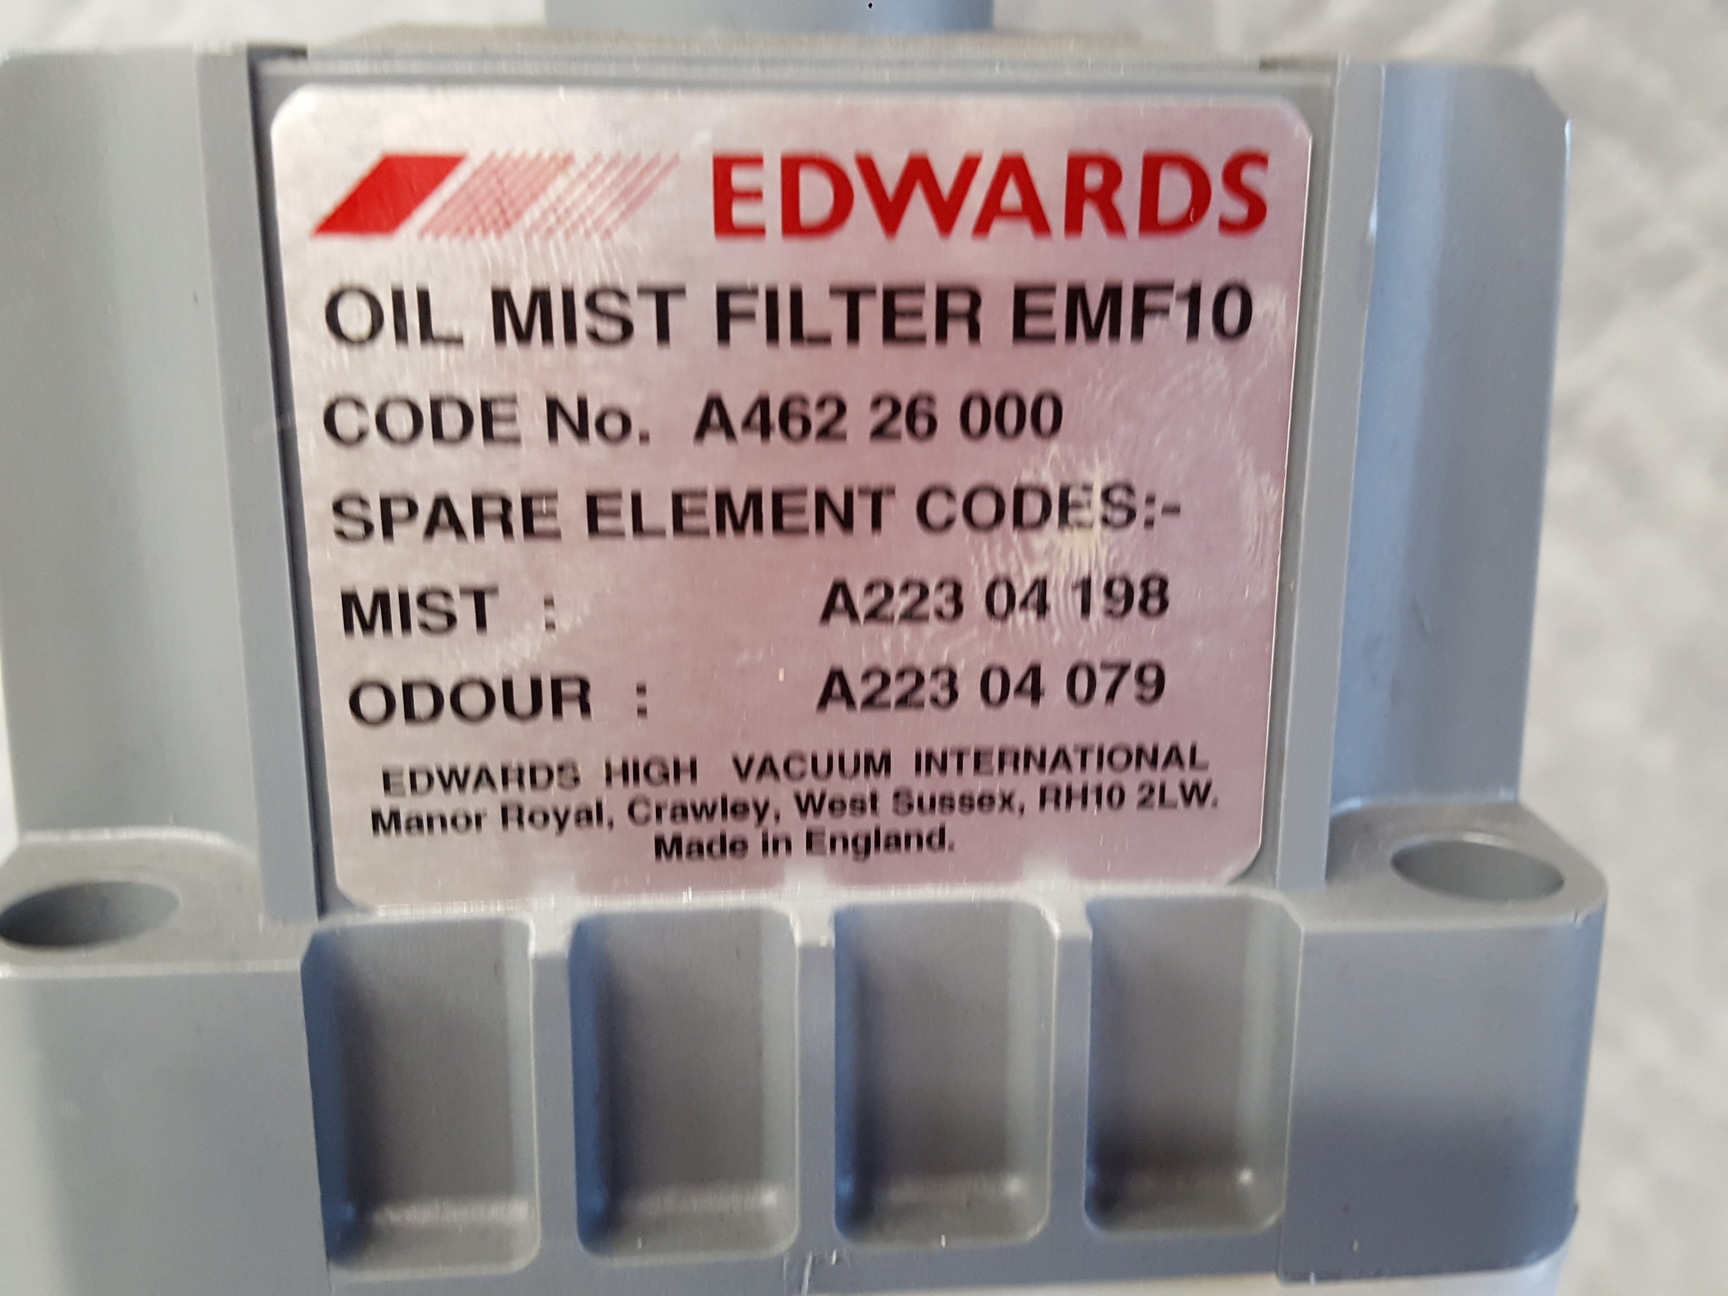 EDWARDS
OIL MIST FILTER EMF10
CODE No. A462 26 000
SPARE ELEMENT CODES:-
MIST : A223 04 198
ODOUR : A223 04 079
EDWARDS HIGH VACUUM INTERNATIONAL
Manor Royal, Crawley, West Sussex, RH10 2LW.
Made in England.